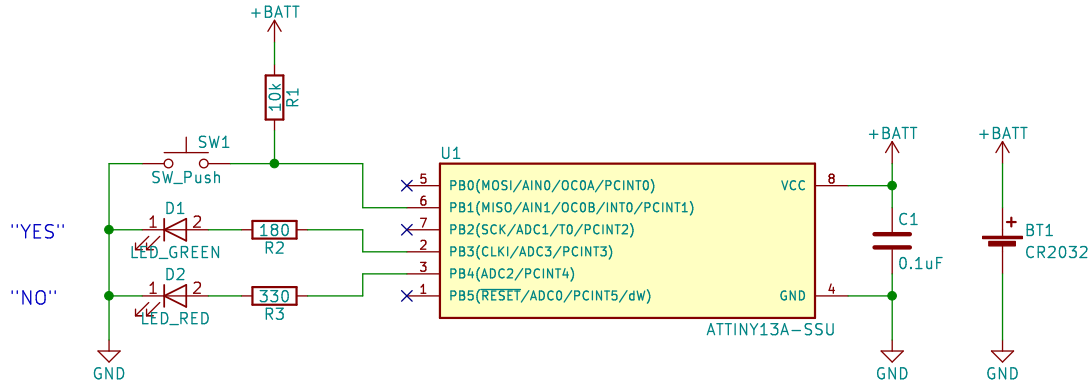 +BATT
10k
R1
SW1
SW_Push
"YES"
1
D1
2
LED_GREEN
180
R2
"NO"
1
D2
2
LED_RED
330
R3
GND
U1
5
PB0(MOSI/AIN0/OC0A/PCINT0)
6
PB1(MISO/AIN1/OC0B/INT0/PCINT1)
7
PB2(SCK/ADC1/T0/PCINT2)
2
PB3(CLKI/ADC3/PCINT3)
3
PB4(ADC2/PCINT4)
1
PB5(RESET/ADC0/PCINT5/dW)
VCC
8
GND
4
ATTINY13A-SSU
+BATT
C1
0.1uF
GND
+BATT
+
BT1
CR2032
GND